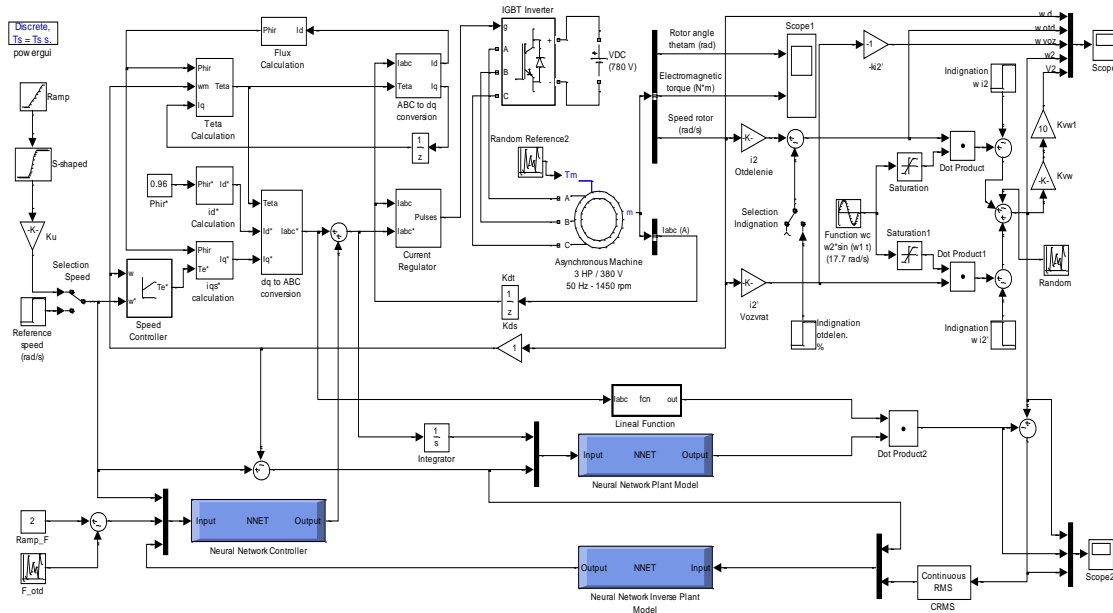 Discrete,
Ts = Ts s.
powergui
Ramp
S-shaped
-K-
Ku
Selection
Speed
Reference
speed
(rad/s)
Phir
Id
Flux
Calculation
Phir
wm
Iq
Teta
Teta
Calculation
Iabc
Teta
Id
Iq
ABC to dq
conversion
1
z
0.96
Phir*
Phir*
Id*
id*
Calculation
Phir
Te*
Iq*
iqs*
calculation
Teta
Id*
Iq*
Iabc*
dq to ABC
conversion
w
w*
Te*
Speed
Controller
Iabc
Iabc*
Pulses
Current
Regulator
Kdt
1
z
Kds
1
IGBT Inverter
g
A
B
C
+
-
VDC
(780 V)
Random Reference2
Tm
A
B
C
m
Asynchronous Machine
3 HP / 380 V
50 Hz - 1450 rpm
Scope1
Rotor angle
thetam (rad)
Electromagnetic
torque (N*m)
Speed rotor
(rad/s)
Iabc (A)
-K-
i2
Otdelenie
-K-
i2'
Vozvrat
Selection
Indignation
Indignation
otdelen.
%
-1
-ki2'
Function wc
w2*sin (w1 t)
(17.7 rad/s)
Saturation
Saturation1
Dot Product
Dot Product1
Indignation
w i2
Indignation
w i2'
w d
w otd
w voz
w2
V2
Scope
10
Kvw1
-K-
Kvw
Random
Iabc
fcn
out
Lineal Function
1
s
Integrator
Input
NNET
Output
Neural Network Plant Model
Dot Product2
2
Ramp_F
F_otd
Input
NNET
Output
Neural Network Controller
Output
NNET
Input
Neural Network Inverse Plant
Model
Continuous
RMS
CRMS
Scope2